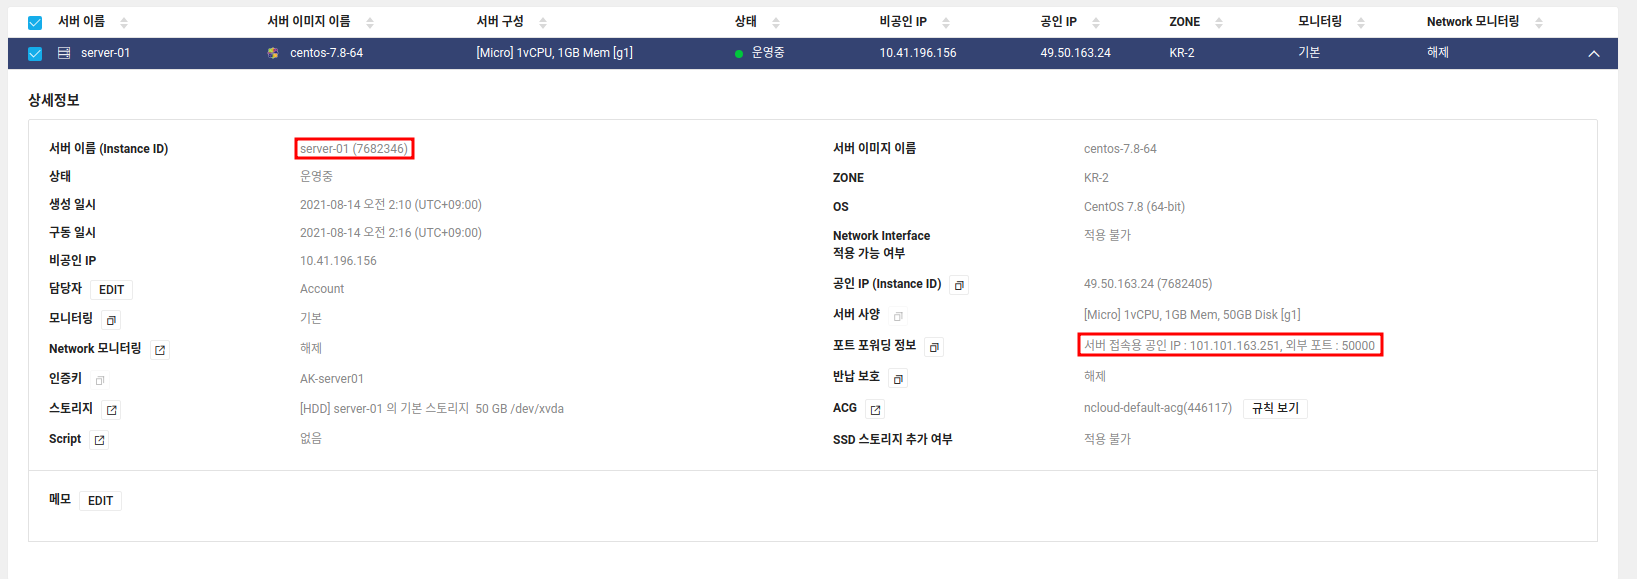 서버 이름 서버 이미지 이름 서버 구성 상태 비공인 IP 공인 IP ZONE 모니터링 Network 모니터링
server-01 centos-7.8-64 [Micro] 1vCPU, 1GB Mem [g1] 운영중 10.41.196.156 49.50.163.24 KR-2 기본 해제
상세정보
서버 이름 (Instance ID) server-01 (7682346)
상태 운영중
생성 일시 2021-08-14 오전 2:10 (UTC+09:00)
구동 일시 2021-08-14 오전 2:16 (UTC+09:00)
비공인 IP 10.41.196.156
담당자 EDIT Account
모니터링 기본
Network 모니터링 해제
인증키 AK-server01
스토리지 [HDD] server-01 의 기본 스토리지 50 GB /dev/xvda
Script 없음
서버 이미지 이름 centos-7.8-64
ZONE KR-2
OS CentOS 7.8 (64-bit)
Network Interface 적용 불가
적용 가능 여부
공인 IP (Instance ID) 49.50.163.24 (7682405)
서버 사양 [Micro] 1vCPU, 1GB Mem, 50GB Disk [g1]
포트 포워딩 정보 서버 접속용 공인 IP : 101.101.163.251, 외부 포트 : 50000
반납 보호 해제
ACG ncloud-default-acg(446117) 규칙 보기
SSD 스토리지 추가 여부 적용 불가
메모 EDIT